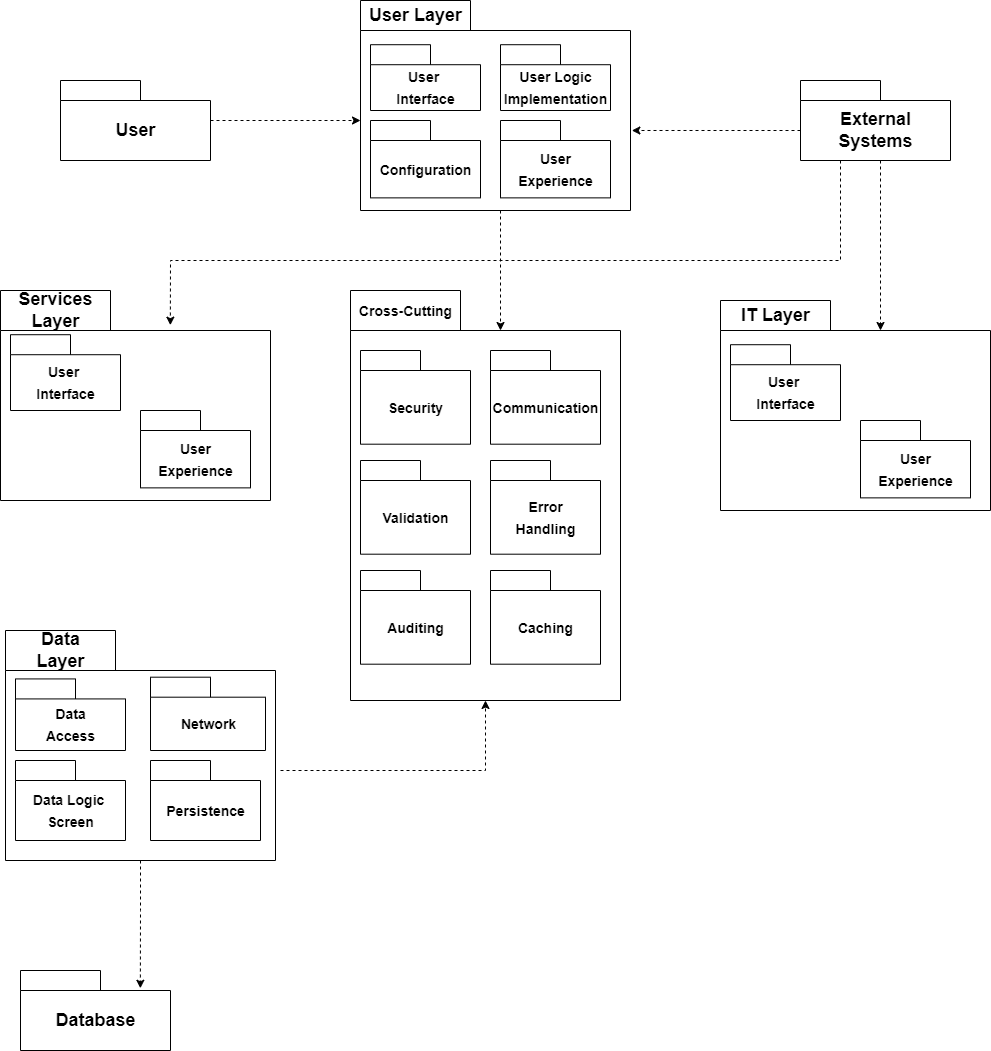 User Layer
User
Interface
User Logic
Implementation
Configuration
User
Experience
User
External
Systems
Services
Layer
User
Interface
User
Experience
Cross-Cutting
Security
Communication
Validation
Error
Handling
Auditing
Caching
IT Layer
User
Interface
User
Experience
Data
Layer
Data
Access
Network
Data Logic
Screen
Persistence
Database